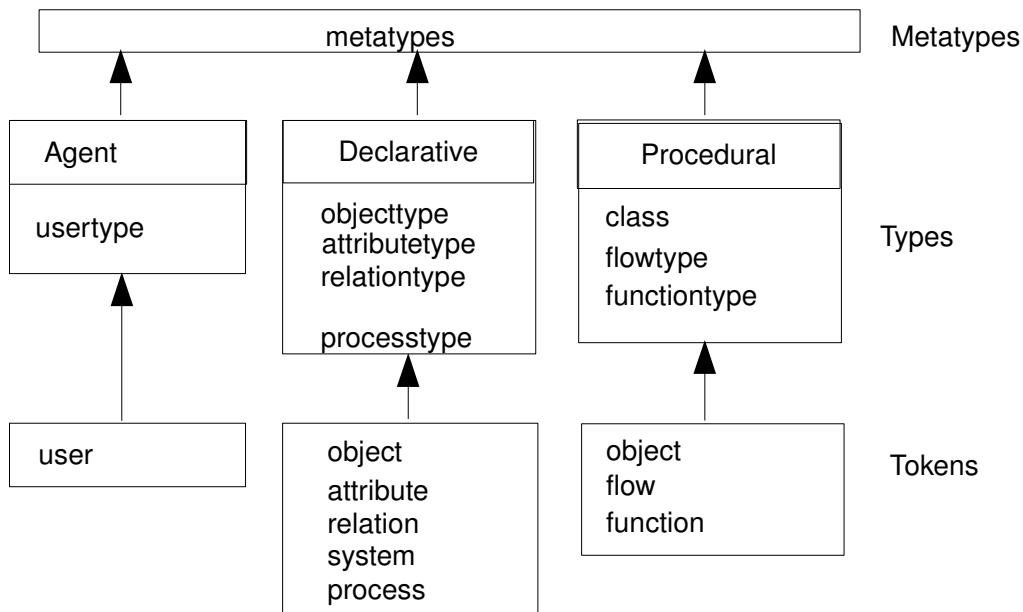 metatypes
Metatypes
Agent
usertype
Declarative
objecttype
attributetype
relationtype
processtype
Procedural
class
flowtype
functiontype
Types
user
object
attribute
relation
system
process
object
flow
function
Tokens